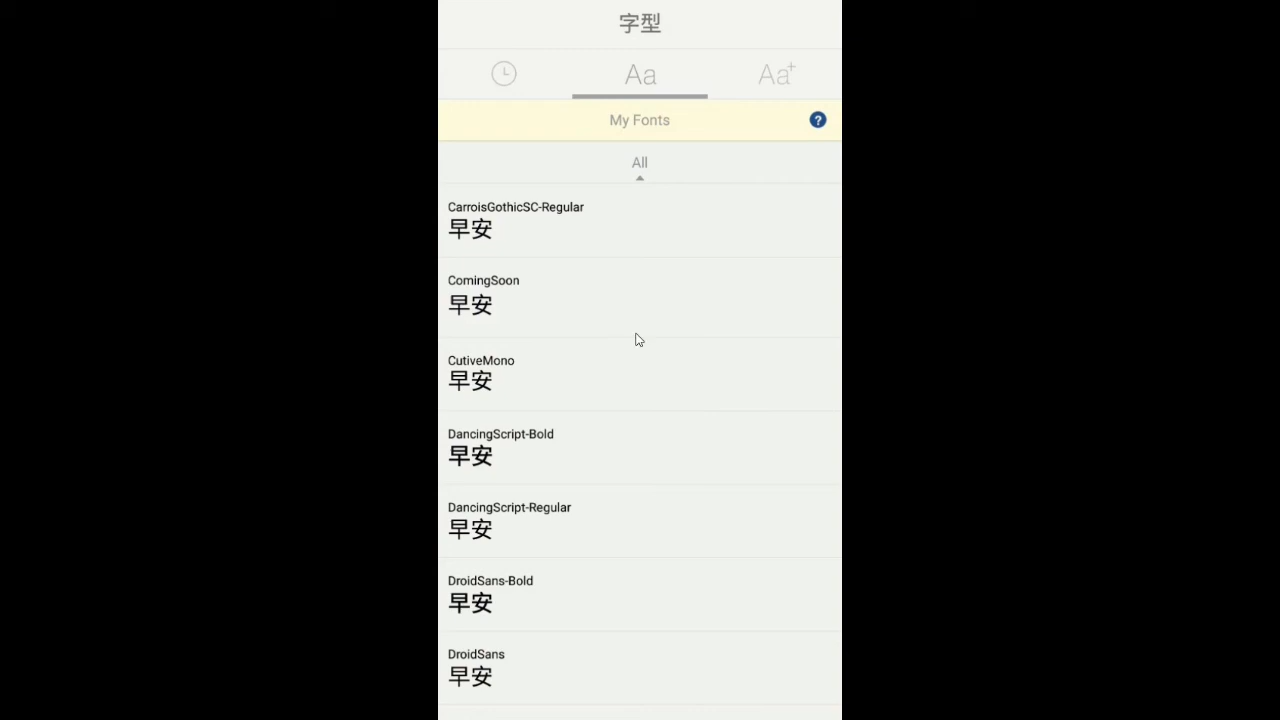 字型
Aa
Aa+
My Fonts
?
All
CarroisGothicSC-Regular
早安
ComingSoon
早安
CutiveMono
早安
DancingScript-Bold
早安
DancingScript-Regular
早安
DroidSans-Bold
早安
DroidSans
早安